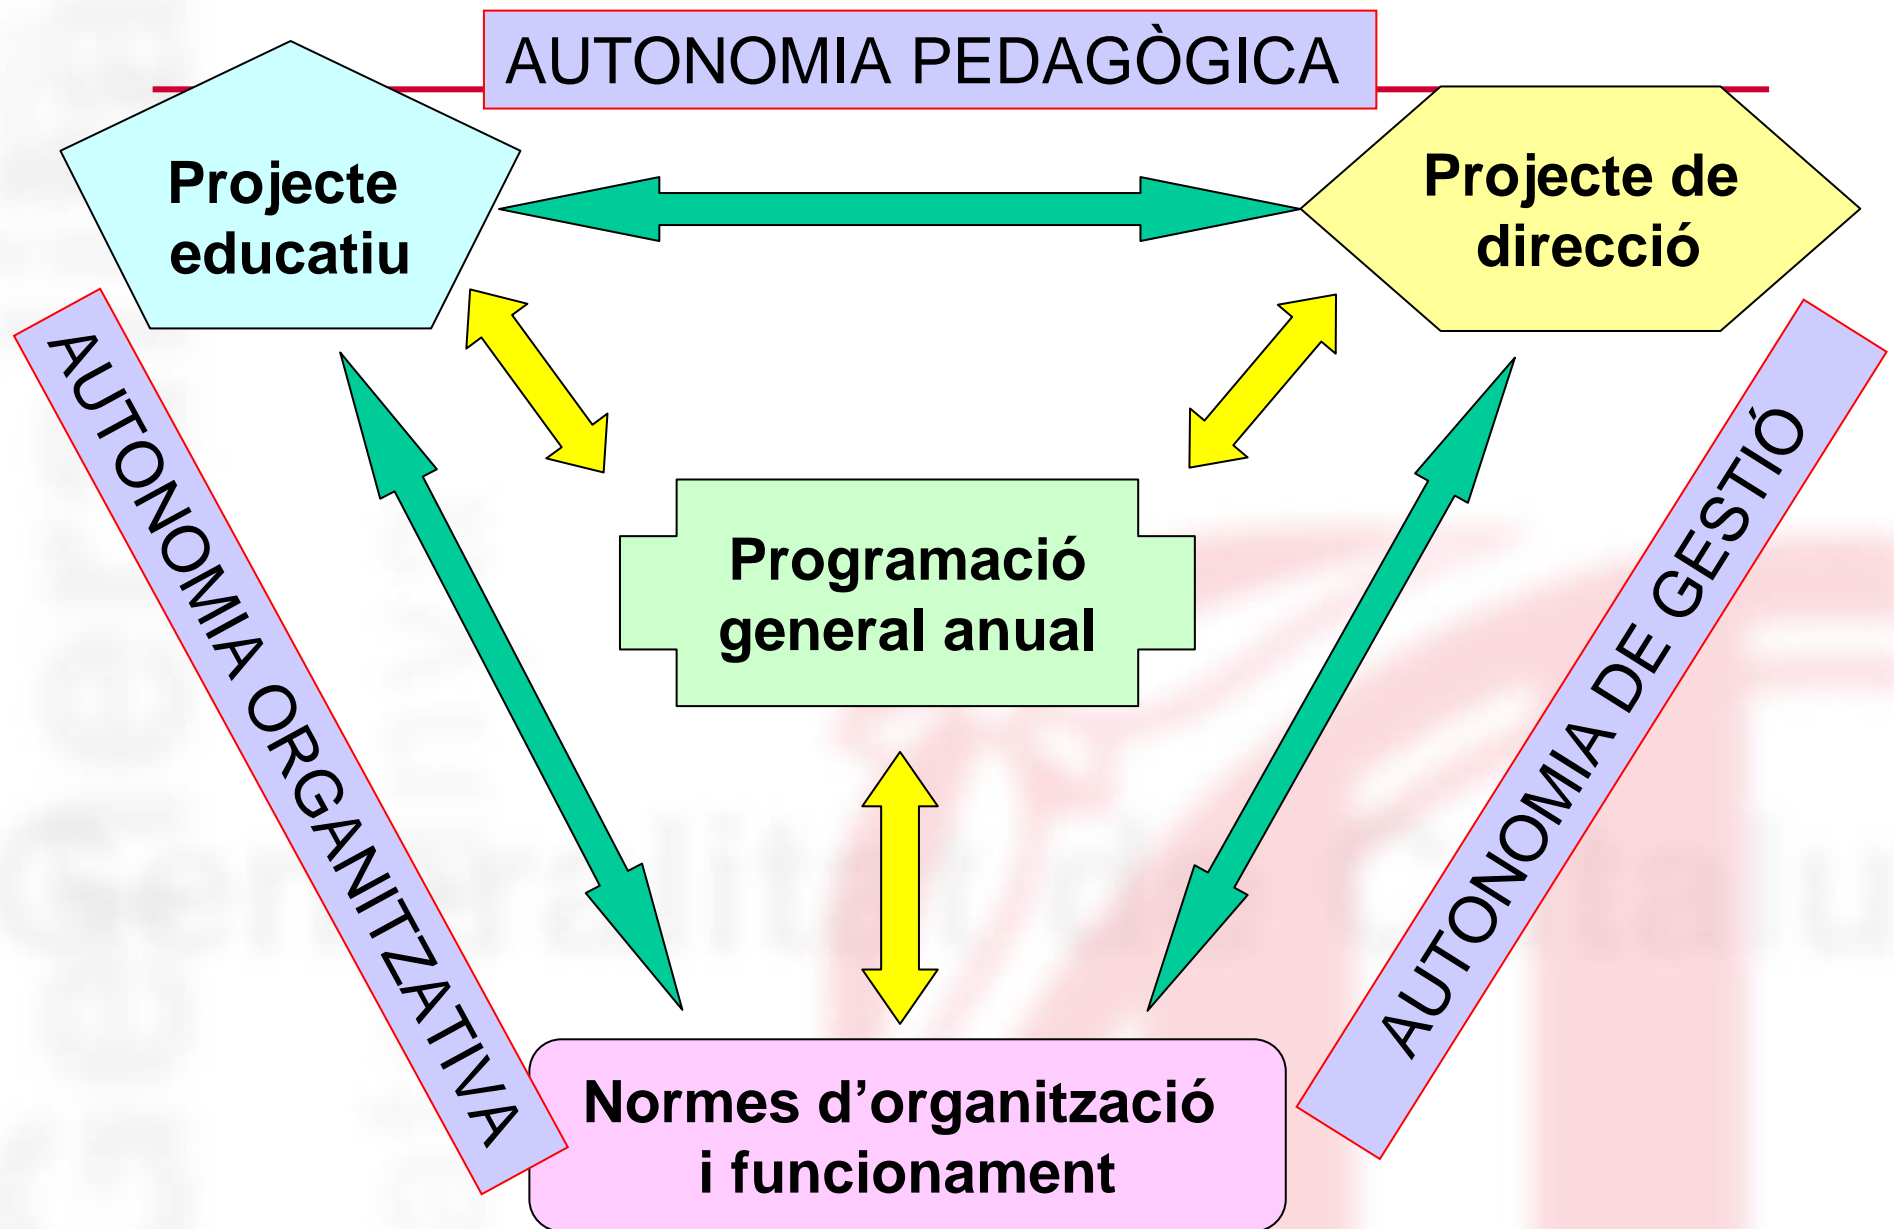 AUTONOMIA PEDAGÒGICA
Projecte
educatiu
Projecte de
direcció
AUTONOMIA ORGANITZATIVA
AUTONOMIA DE GESTIÓ
Programació
general anual
Normes d’organització
i funcionament